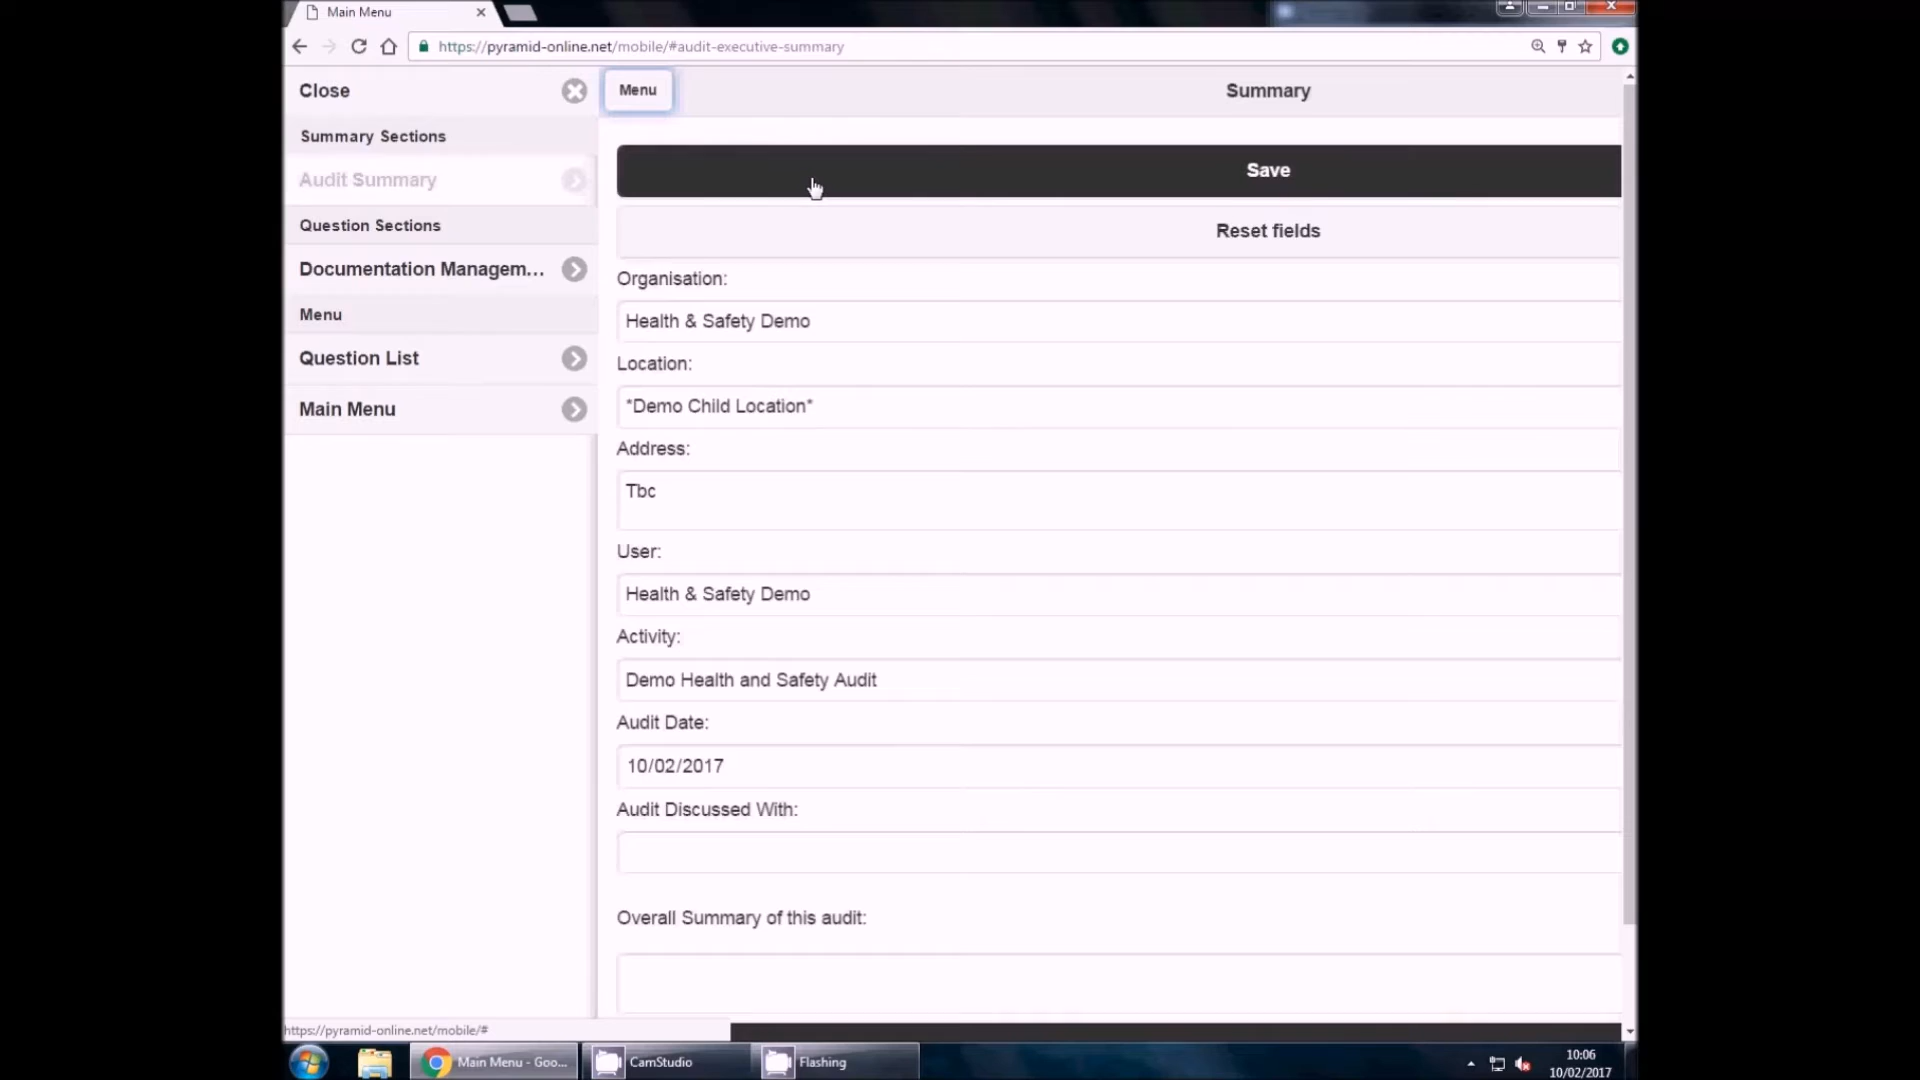 Main Menu
https://pyramid-online.net/mobile/#audit-executive-summary
Close
Menu
Summary
Summary Sections
Audit Summary
Save
Question Sections
Reset fields
Documentation Managem...
Organisation:
Menu
Health & Safety Demo
Question List
Location:
Main Menu
*Demo Child Location*
Address:
Tbc
User:
Health & Safety Demo
Activity:
Demo Health and Safety Audit
Audit Date:
10/02/2017
Audit Discussed With:
Overall Summary of this audit:
https://pyramid-online.net/mobile/#
Main Menu - Goo...
CamStudio
Flashing
10:06
10/02/2017